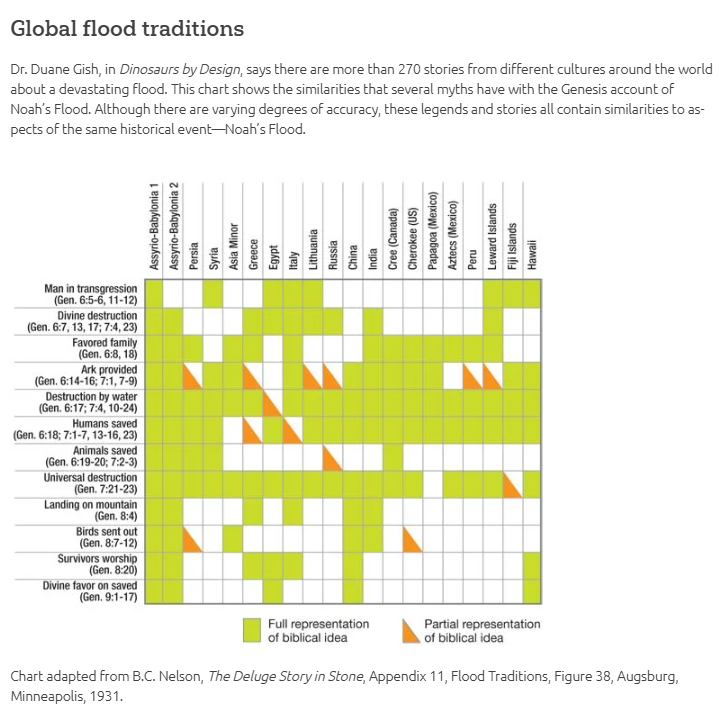 Global flood traditions
Dr. Duane Gish, in Dinosaurs by Design, says there are more than 270 stories from different cultures around the world
about a devastating flood. This chart shows the similarities that several myths have with the Genesis account of
Noah's Flood. Although there are varying degrees of accuracy, these legends and stories all contain similarities to as-
pects of the same historical event—Noah's Flood.
Assyrio-Babylonia 1
Assyrio-Babylonia 2
Persia
Syria
Asia Minor
Greece
Egypt
Italy
Lithuania
Russia
China
India
Cree (Canada)
Cherokee (US)
Papagoa (Mexico)
Aztecs (Mexico)
Peru
Leward Islands
Fiji Islands
Hawaii
Man in transgression
(Gen. 6:5-6, 11-12)
Divine destruction
(Gen. 6:7, 13, 17; 7:4, 23)
Favored family
(Gen. 6:8, 18)
Ark provided
(Gen. 6:14-16; 7:1, 7-9)
Destruction by water
(Gen. 6:17; 7:4, 10-24)
Humans saved
(Gen. 6:18; 7:1-7, 13-16, 23)
Animals saved
(Gen. 6:19-20; 7:2-3)
Universal destruction
(Gen. 7:21-23)
Landing on mountain
(Gen. 8:4)
Birds sent out
(Gen. 8:7-12)
Survivors worship
(Gen. 8:20)
Divine favor on saved
(Gen. 9:1-17)
Full representation
of biblical idea
Partial representation
of biblical idea
Chart adapted from B.C. Nelson, The Deluge Story in Stone, Appendix 11, Flood Traditions, Figure 38, Augsburg,
Minneapolis, 1931.